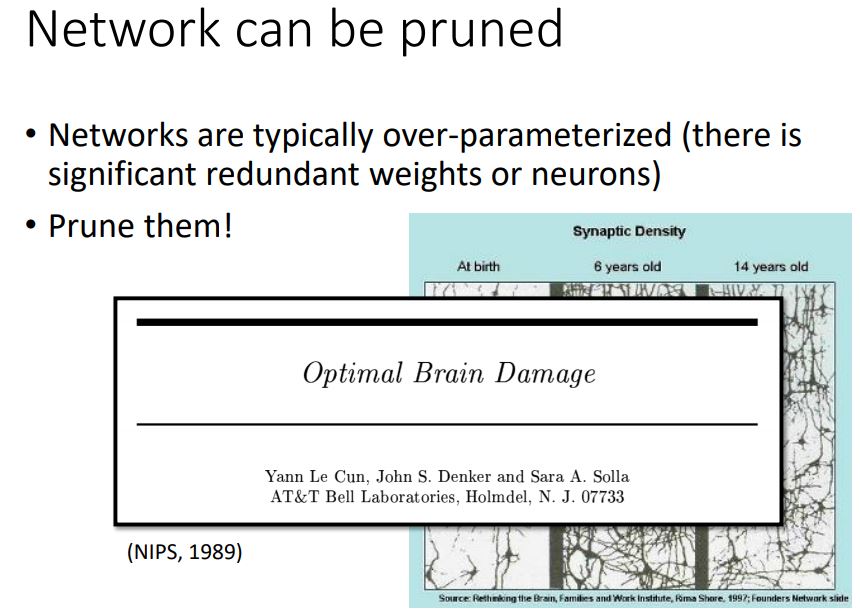 Network can be pruned
• Networks are typically over-parameterized (there is
significant redundant weights or neurons)
• Prune them!
Synaptic Density
At birth 6 years old 14 years old
Optimal Brain Damage
Yann Le Cun, John S. Denker and Sara A. Solla
AT&T Bell Laboratories, Holmdel, N. J. 07733
(NIPS, 1989)
Source: Rethinking the Brain, Families and Work Institute, Rima Shore, 1997; Founders Network slide